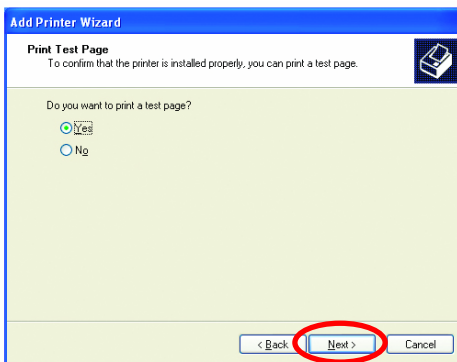 Add Printer Wizard
Print Test Page
To confirm that the printer is installed properly, you can print a test page.
Do you want to print a test page?
Yes
No
< Back Next > Cancel